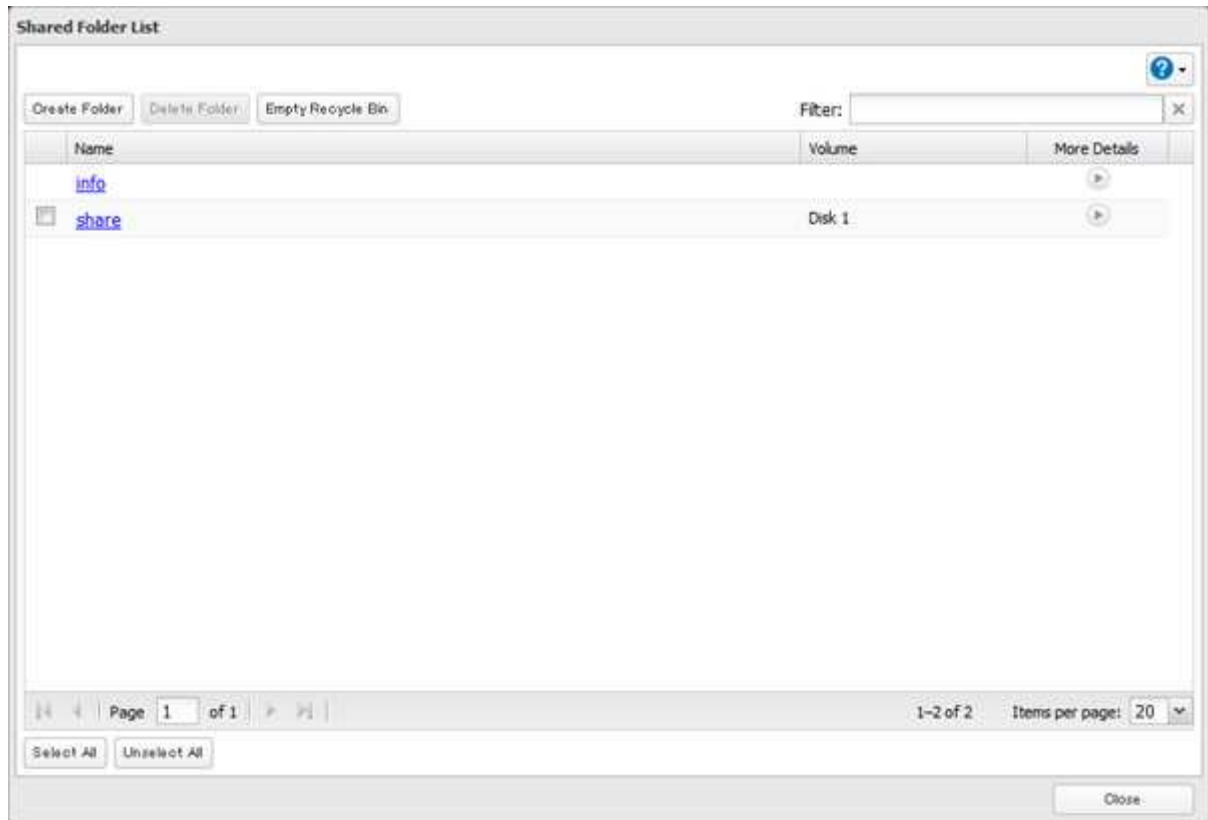 Shared Folder List
Create Folder Delete Folder Empty Recycle Bin Filter:
Name Volume More Details
info
share Disk 1
Page 1 of 1 1–2 of 2 Items per page: 20
Select All Unselect All
Close